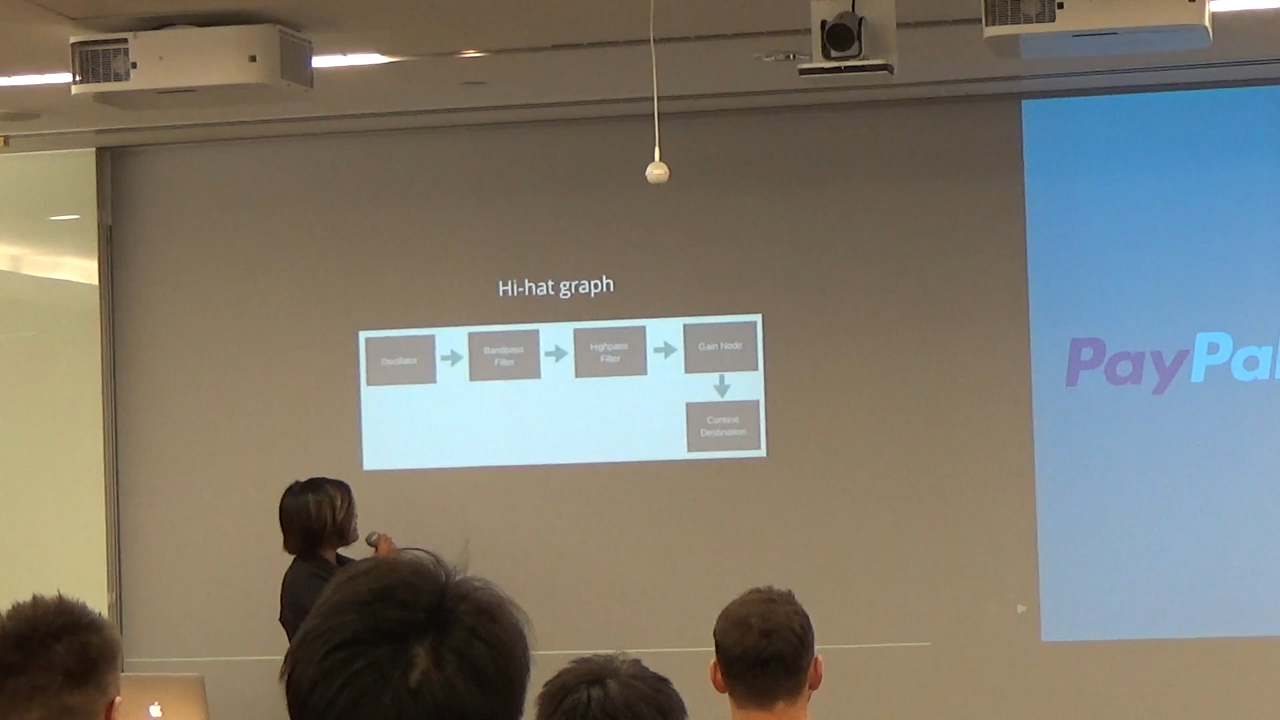 Hi-hat graph
Oscillator
Bandpass
Filter
Highpass
Filter
Gain Node
Context
Destination
PayPal